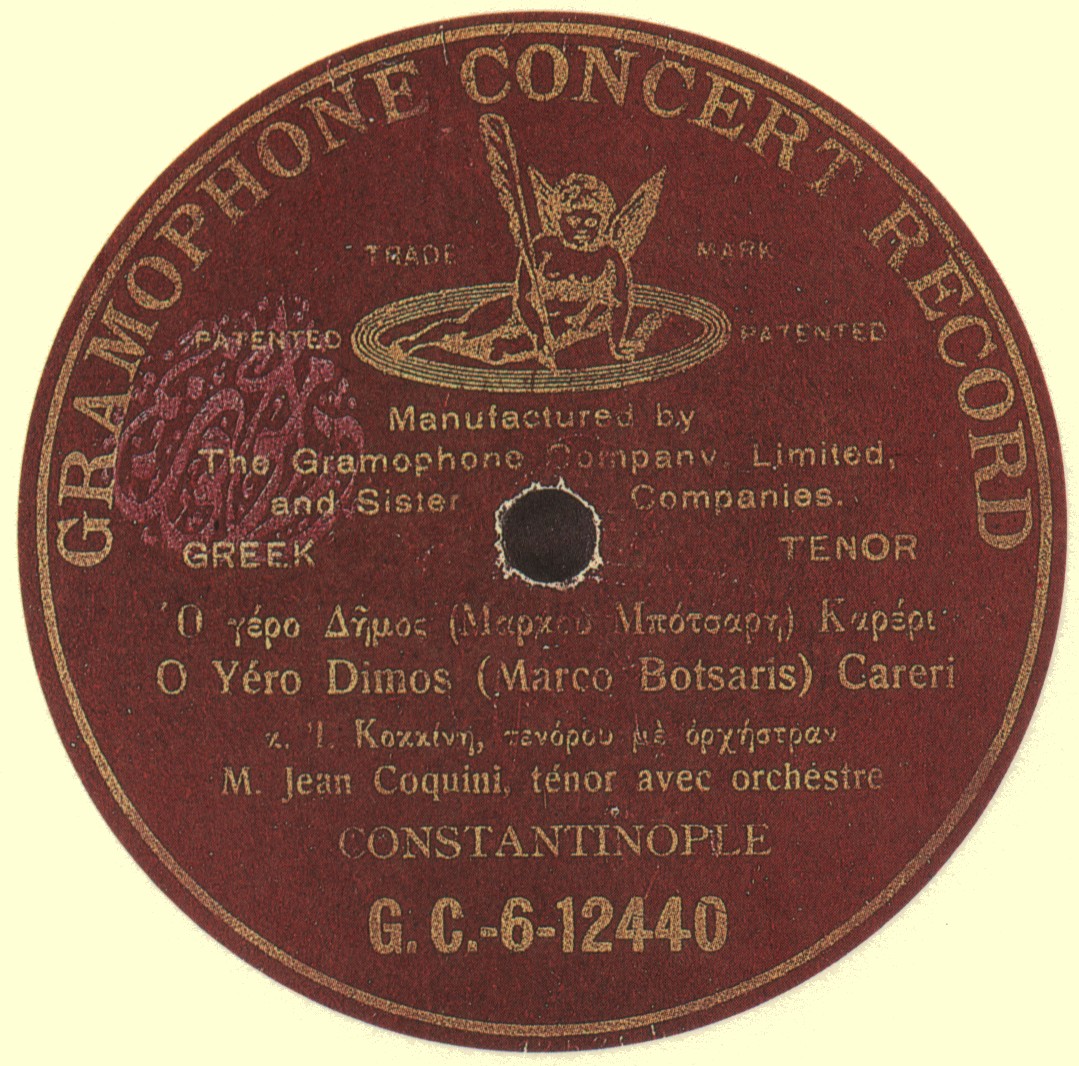 GRAMOPHONE CONCERT RECORD
TRADE MARK
PATENTED PATENTED
Manufactured by
The Gramophone Company, Limited,
and Sister Companies.
GREEK TENOR
Ὁ γέρο Δῆμος (Μαρκοῦ Μπότσαρη) Καρέρι
O Yéro Dimos (Marco Botsaris) Careri
κ. Ἰ. Κοκκίνη, τενόρου μὲ ὀρχήστραν
M. Jean Coquini, ténor avec orchestre
CONSTANTINOPLE
G. C.-6-12440